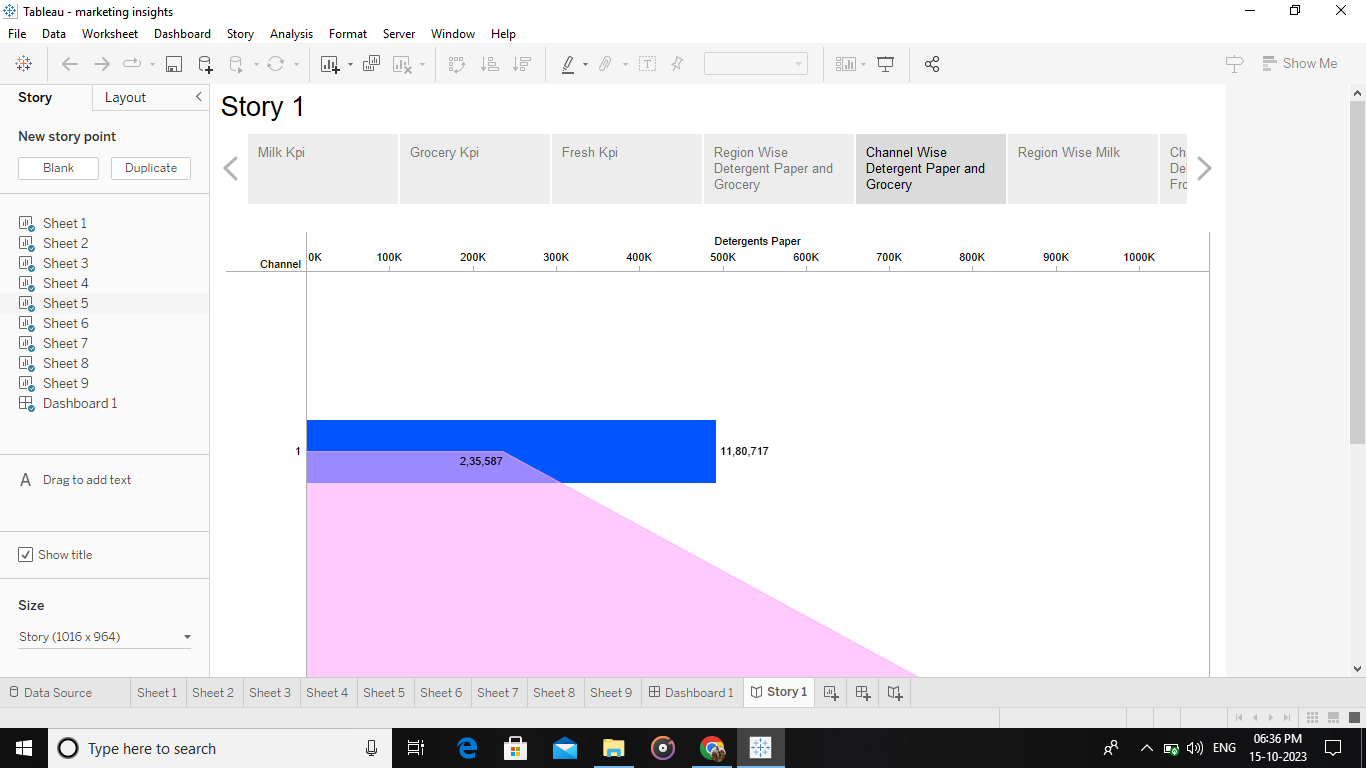 Tableau - marketing insights
File Data Worksheet Dashboard Story Analysis Format Server Window Help
Show Me
Story Layout
New story point
Blank Duplicate
Sheet 1
Sheet 2
Sheet 3
Sheet 4
Sheet 5
Sheet 6
Sheet 7
Sheet 8
Sheet 9
Dashboard 1
A Drag to add text
Show title
Size
Story (1016 x 964)
Story 1
Milk Kpi
Grocery Kpi
Fresh Kpi
Region Wise
Detergent Paper and
Grocery
Channel Wise
Detergent Paper and
Grocery
Region Wise Milk
Detergents Paper
Channel 0K 100K 200K 300K 400K 500K 600K 700K 800K 900K 1000K
1 11,80,717
2,35,587
Data Source Sheet 1 Sheet 2 Sheet 3 Sheet 4 Sheet 5 Sheet 6 Sheet 7 Sheet 8 Sheet 9 Dashboard 1 Story 1
Type here to search
ENG
06:36 PM
15-10-2023